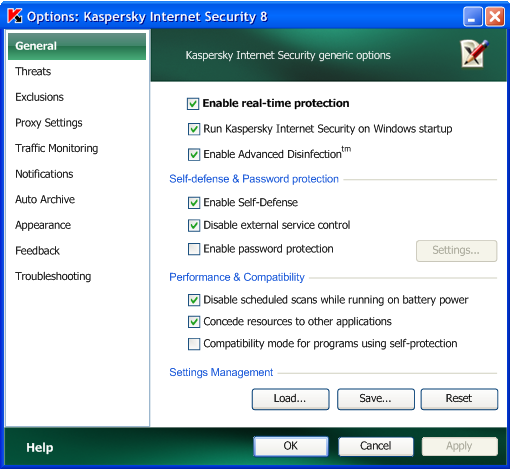 Options: Kaspersky Internet Security 8
General
Threats
Exclusions
Proxy Settings
Traffic Monitoring
Notifications
Auto Archive
Appearance
Feedback
Troubleshooting
Kaspersky Internet Security generic options
Enable real-time protection
Run Kaspersky Internet Security on Windows startup
Enable Advanced Disinfection™
Self-defense & Password protection
Enable Self-Defense
Disable external service control
Enable password protection
Settings...
Performance & Compatibility
Disable scheduled scans while running on battery power
Concede resources to other applications
Compatibility mode for programs using self-protection
Settings Management
Load...
Save...
Reset
Help
OK
Cancel
Apply